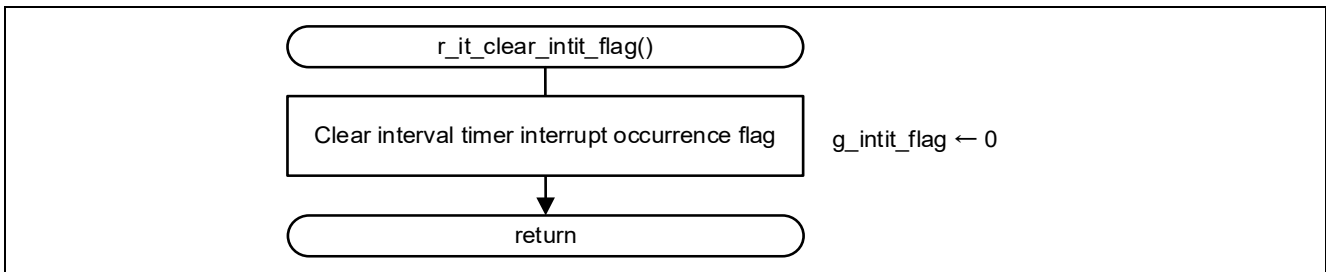 r_it_clear_intit_flag()
Clear interval timer interrupt occurrence flag
g_intit_flag ← 0
return